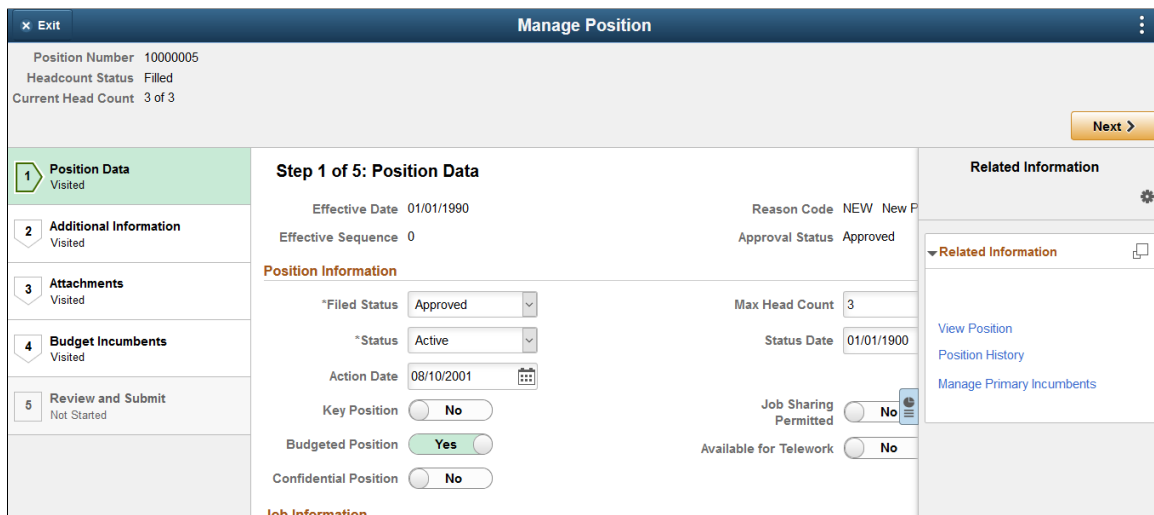 × Exit
Manage Position
Position Number 10000005
Headcount Status Filled
Current Head Count 3 of 3
Next
1 Position Data
Visited
2 Additional Information
Visited
3 Attachments
Visited
4 Budget Incumbents
Visited
5 Review and Submit
Not Started
Step 1 of 5: Position Data
Effective Date 01/01/1990
Reason Code NEW New P
Effective Sequence 0
Approval Status Approved
Position Information
*Filed Status Approved
Max Head Count 3
*Status Active
Status Date 01/01/1900
Action Date 08/10/2001
Key Position No
Job Sharing
Permitted No
Budgeted Position Yes
Available for Telework No
Confidential Position No
Job Information
Related Information
Related Information
View Position
Position History
Manage Primary Incumbents